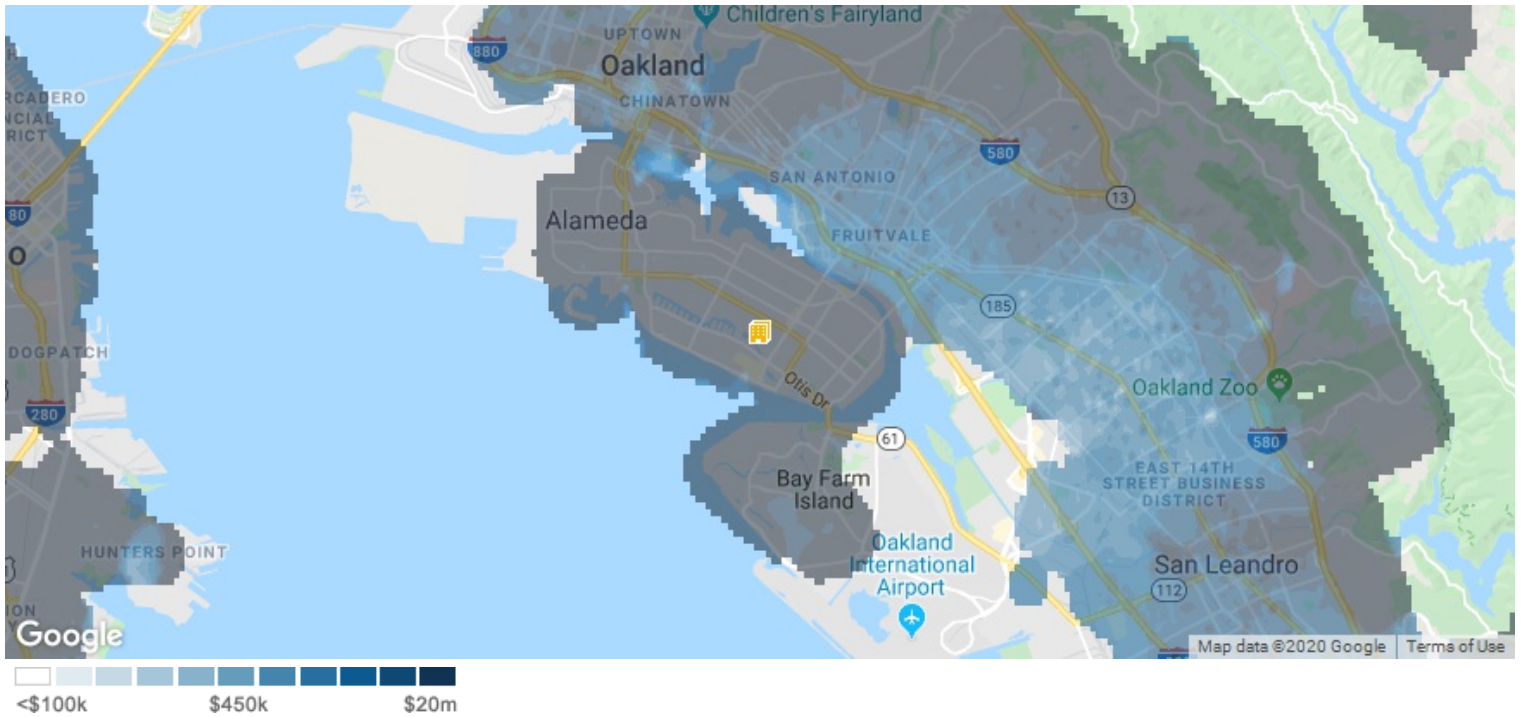 Children's Fairyland
UPTOWN
880
Oakland
RCADERO
NCIAL
RICT
CHINATOWN
580
SAN ANTONIO
13
80
Alameda
FRUITVALE
O
185
DOGPATCH
Otis Dr
Oakland Zoo
280
61
580
Bay Farm
Island
EAST 14TH
STREET BUSINESS
DISTRICT
HUNTERS POINT
Oakland
International
Airport
San Leandro
112
ION
Google
Map data ©2020 Google
Terms of Use
<$100k
$450k
$20m